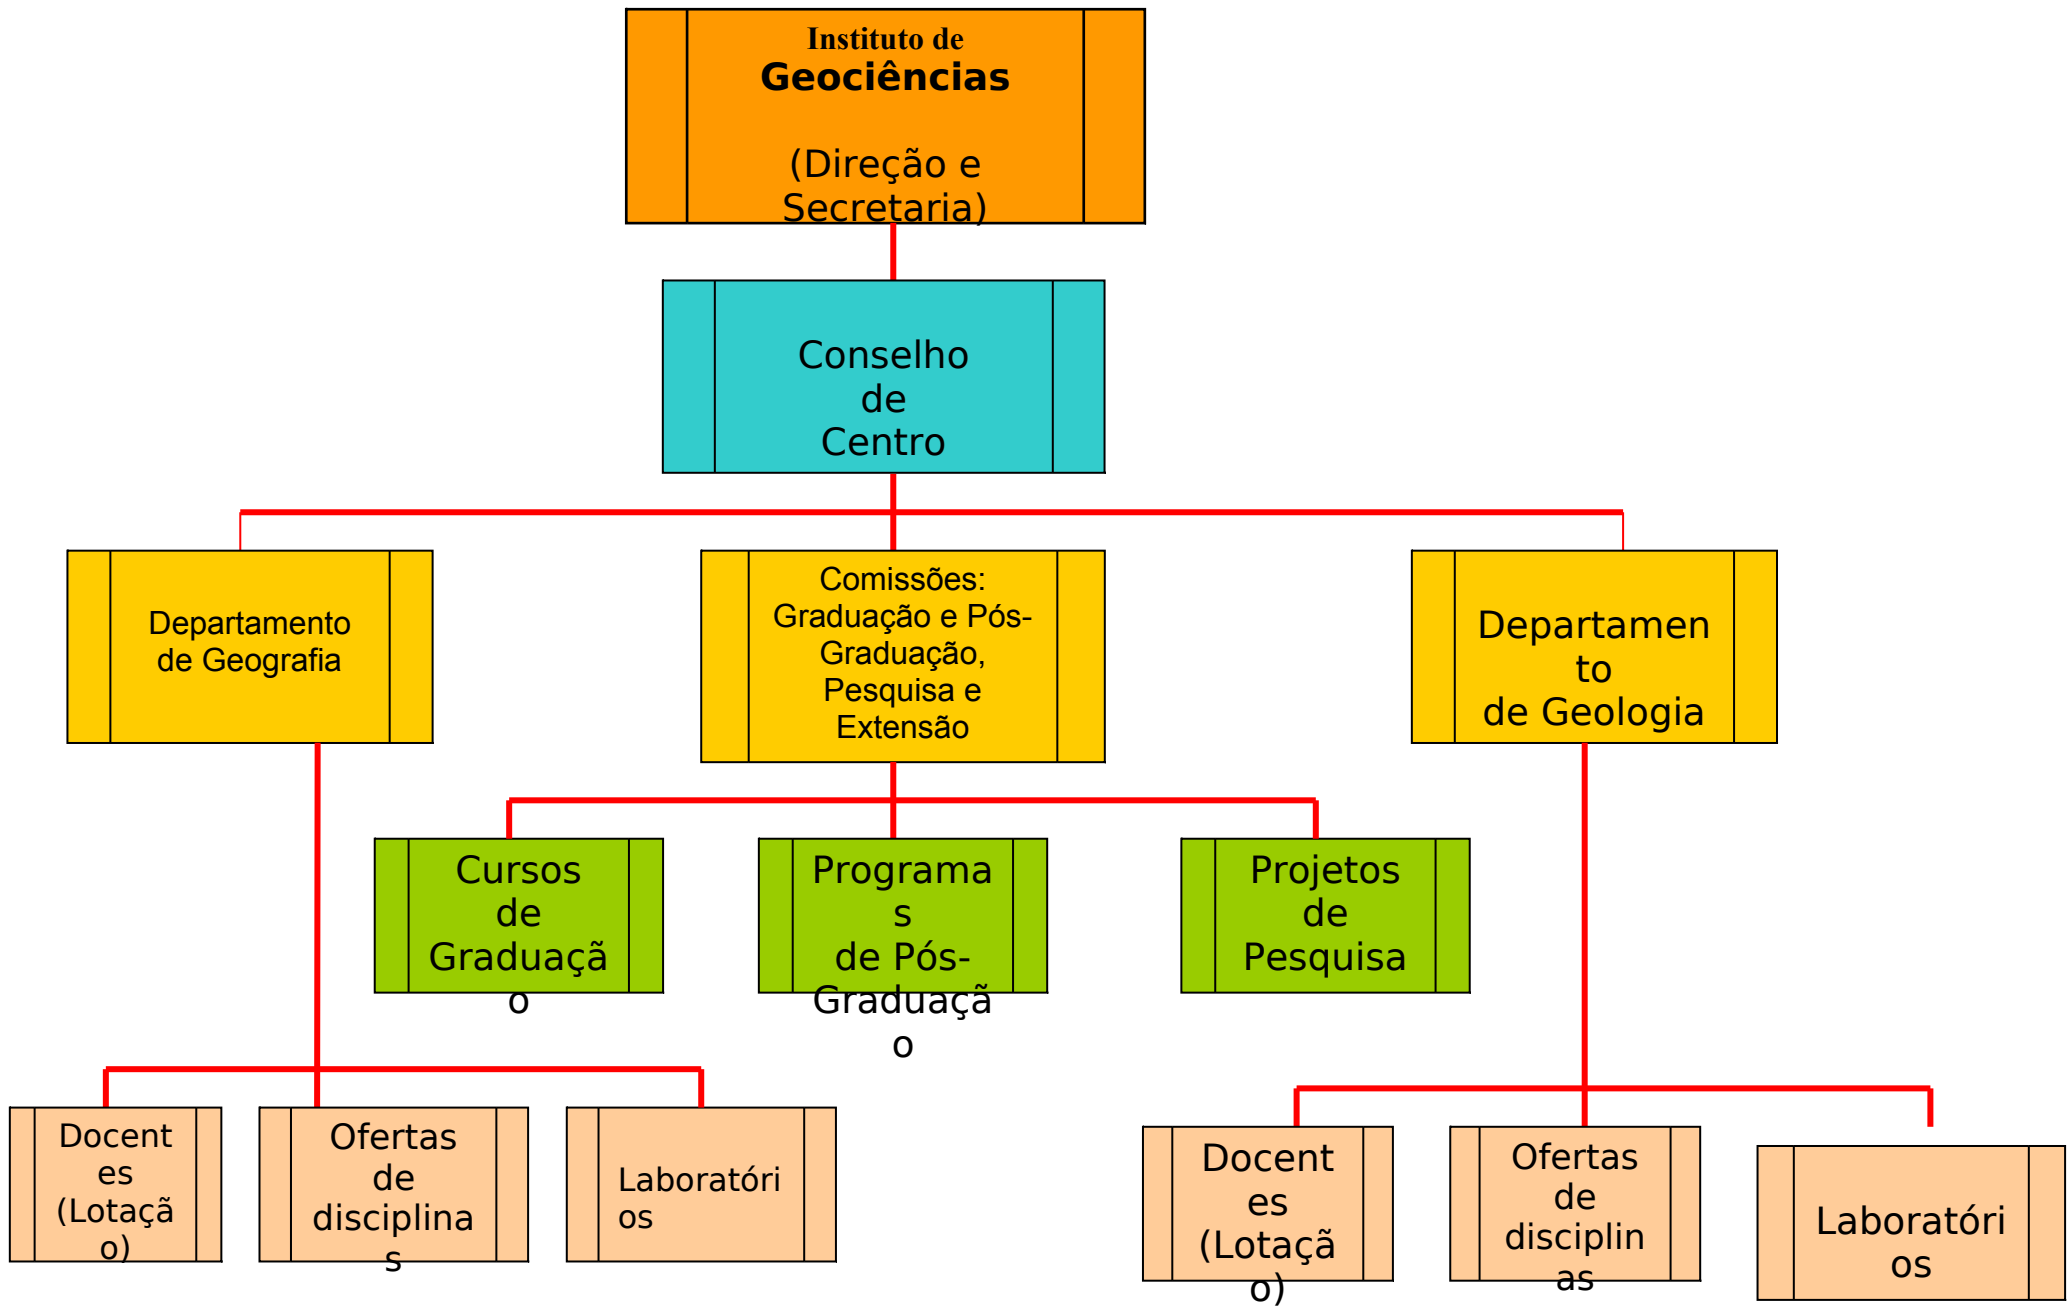 Instituto de
Geociências
(Direção e
Secretaria)
Conselho
de
Centro
Departamento
de Geografia
Comissões:
Graduação e Pós-
Graduação,
Pesquisa e
Extensão
Departamen
to
de Geologia
Cursos
de
Graduaçã
o
Programa
s
de Pós-
Graduaçã
o
Projetos
de
Pesquisa
Docent
es
(Lotaçã
o)
Ofertas
de
disciplina
s
Laboratóri
os
Docent
es
(Lotaçã
o)
Ofertas
de
disciplin
as
Laboratóri
os